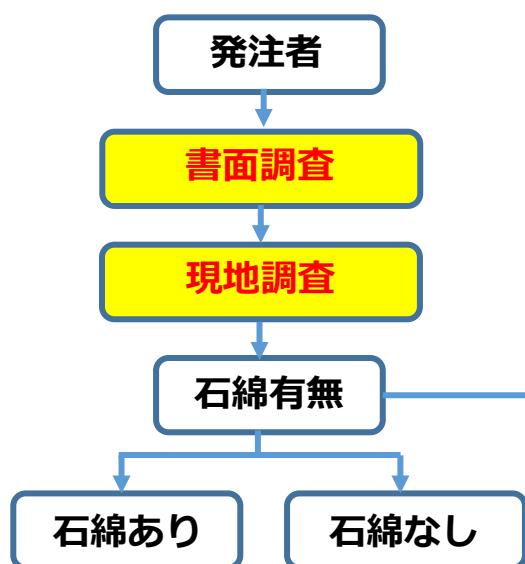 発注者
書面調査
現地調査
石綿有無
石綿あり
石綿なし